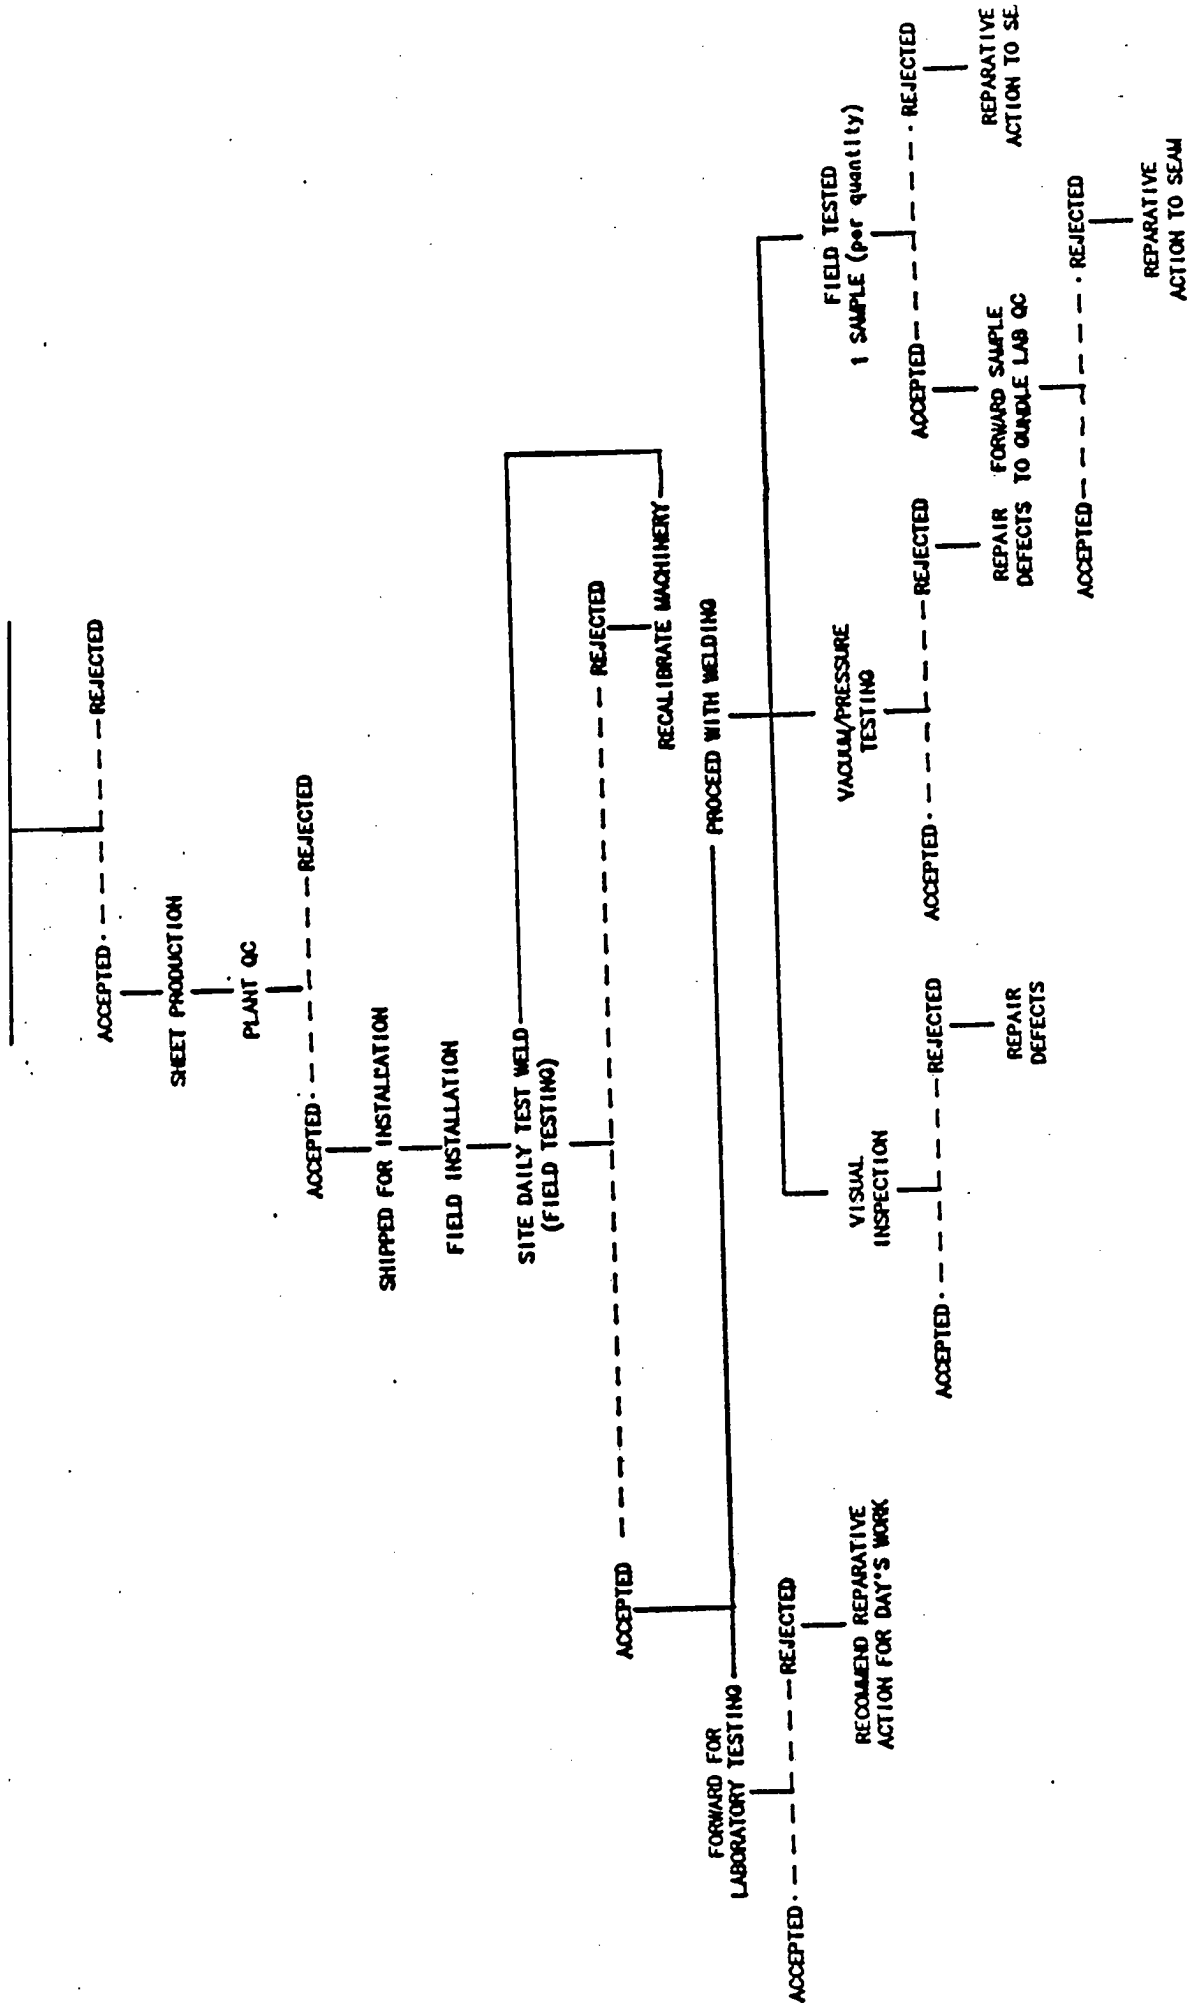 ACCEPTED
REJECTED
SHEET PRODUCTION
PLANT QC
ACCEPTED
REJECTED
SHIPPED FOR INSTALLATION
FIELD INSTALLATION
SITE DAILY TEST WELD
(FIELD TESTING)
ACCEPTED
REJECTED
RECALIBRATE MACHINERY
FORWARD FOR
LABORATORY TESTING
PROCEED WITH WELDING
ACCEPTED
REJECTED
RECOMMEND REPARATIVE
ACTION FOR DAY'S WORK
VISUAL
INSPECTION
ACCEPTED
REJECTED
REPAIR
DEFECTS
VACUUM/PRESSURE
TESTING
ACCEPTED
REJECTED
REPAIR
DEFECTS
FIELD TESTED
1 SAMPLE (per quantity)
ACCEPTED
REJECTED
FORWARD SAMPLE
TO GUNDLE LAB QC
REPARATIVE
ACTION TO SE
ACCEPTED
REJECTED
REPARATIVE
ACTION TO SEAM